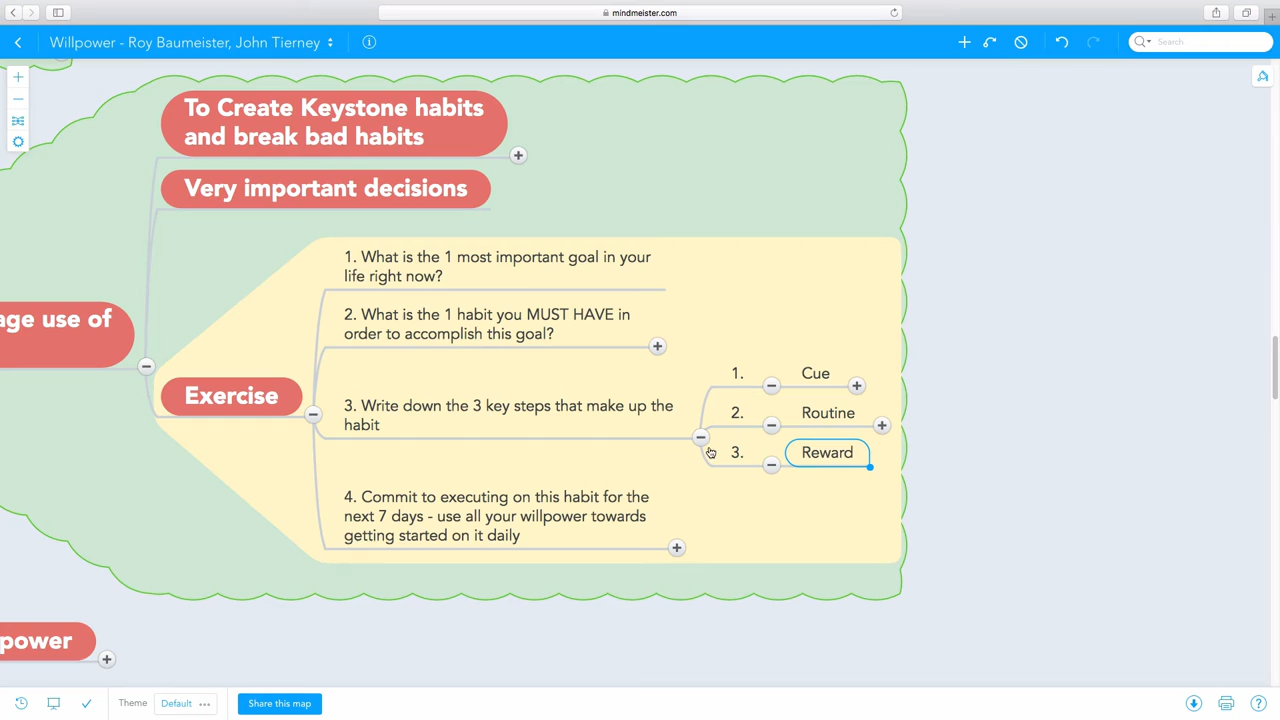 mindmeister.com
Willpower - Roy Baumeister, John Tierney
Search
To Create Keystone habits
and break bad habits
Very important decisions
1. What is the 1 most important goal in your
life right now?
2. What is the 1 habit you MUST HAVE in
order to accomplish this goal?
age use of
Exercise
3. Write down the 3 key steps that make up the
habit
1. Cue
2. Routine
3. Reward
4. Commit to executing on this habit for the
next 7 days - use all your willpower towards
getting started on it daily
power
Theme Default
Share this map